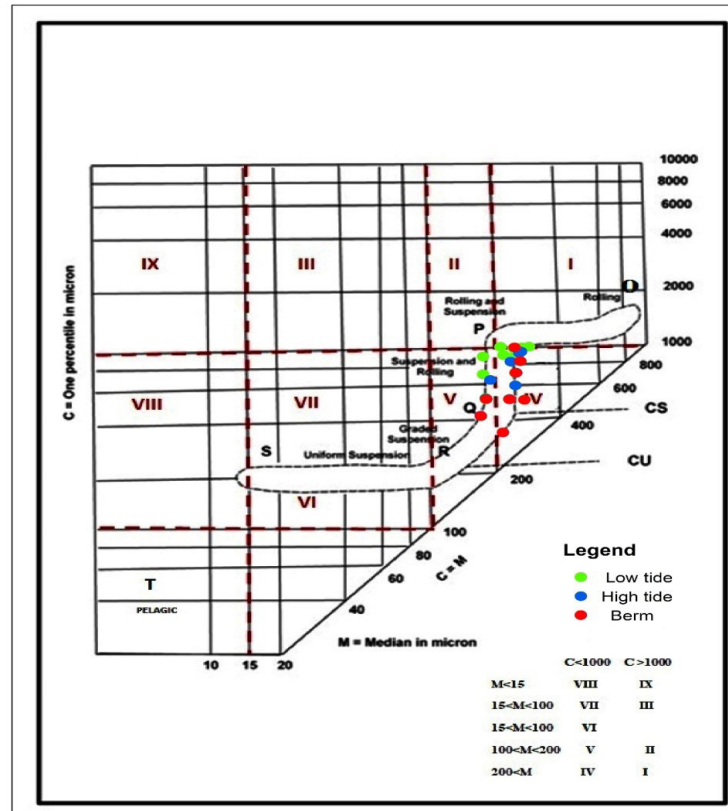 10000
8000
6000
4000
IX III II I
2000
Rolling and
Suspension
Rolling
O
P
1000
800
Suspension and
Rolling
600
VIII VII V IV
Q
400
CS
Graded
Suspension
S Uniform Suspension R
CU
200
VI
100
80
60
40
C = M
T
PELAGIC
M = Median in micron
10 15 20
C = One percentile in micron
Legend
Low tide
High tide
Berm
C<1000 C >1000
M<15 VIII IX
15<M<100 VII III
15<M<100 VI
100<M<200 V II
200<M IV I